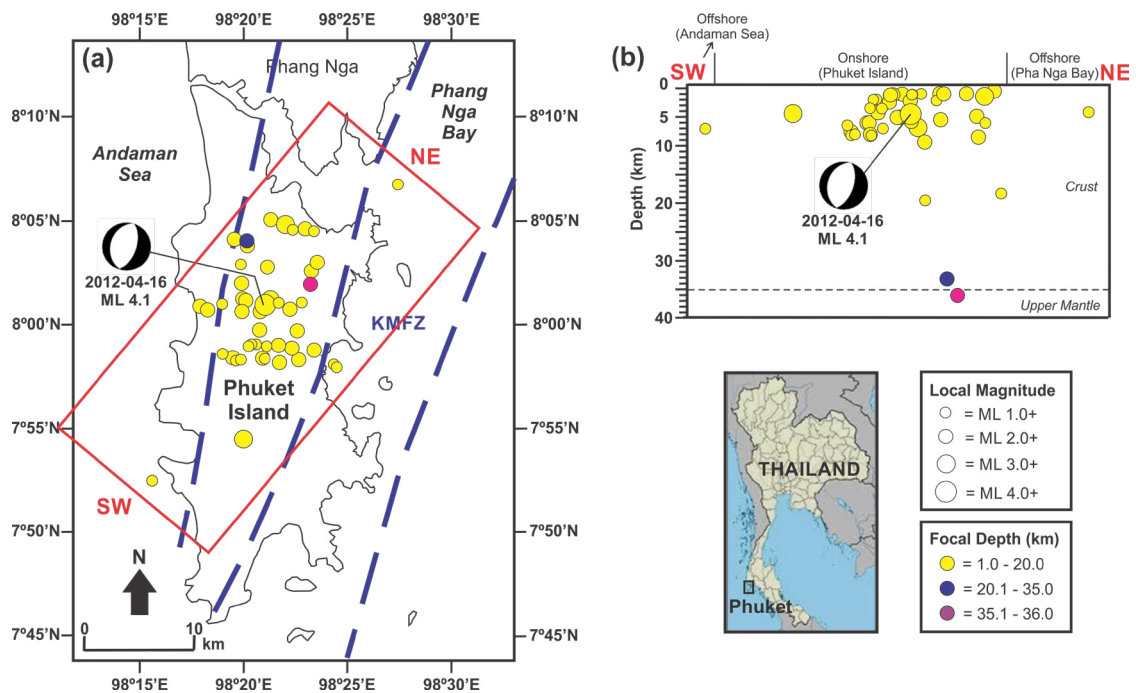 98°15'E 98°20'E 98°25'E 98°30'E
(a)
Phang Nga
Phang
Nga
Bay
Andaman
Sea
NE
8°10'N
8°05'N
8°00'N
7°55'N
7°50'N
7°45'N
2012-04-16
ML 4.1
KMFZ
Phuket
Island
SW
N
0 10
km
8°10'N
8°05'N
8°00'N
7°55'N
7°50'N
7°45'N
98°15'E 98°20'E 98°25'E 98°30'E
(b)
Offshore
(Andaman Sea)
SW
Onshore
(Phuket Island)
Offshore
(Pha Nga Bay)
NE
Depth (km)
0
5
10
20
30
40
2012-04-16
ML 4.1
Crust
Upper Mantle
THAILAND
Phuket
Local Magnitude
= ML 1.0+
= ML 2.0+
= ML 3.0+
= ML 4.0+
Focal Depth (km)
= 1.0 - 20.0
= 20.1 - 35.0
= 35.1 - 36.0